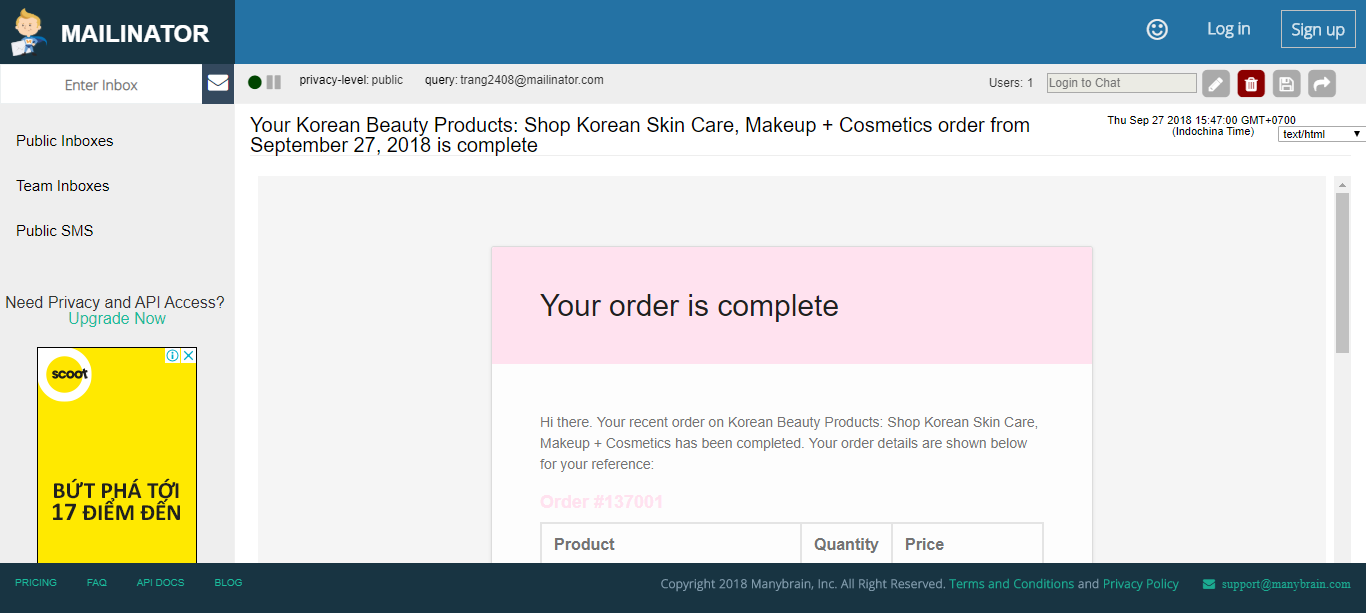 MAILINATOR
Log in
Sign up
Enter Inbox
privacy-level: public
query: trang2408@mailinator.com
Users: 1
Login to Chat
Public Inboxes
Team Inboxes
Public SMS
Need Privacy and API Access?
Upgrade Now
scoot
BỨT PHÁ TỚI
17 ĐIỂM ĐẾN
Your Korean Beauty Products: Shop Korean Skin Care, Makeup + Cosmetics order from
September 27, 2018 is complete
Thu Sep 27 2018 15:47:00 GMT+0700
(Indochina Time)
text/html
Your order is complete
Hi there. Your recent order on Korean Beauty Products: Shop Korean Skin Care,
Makeup + Cosmetics has been completed. Your order details are shown below
for your reference:
Order #137001
Product Quantity Price
PRICING FAQ API DOCS BLOG
Copyright 2018 Manybrain, Inc. All Right Reserved. Terms and Conditions and Privacy Policy
support@manybrain.com